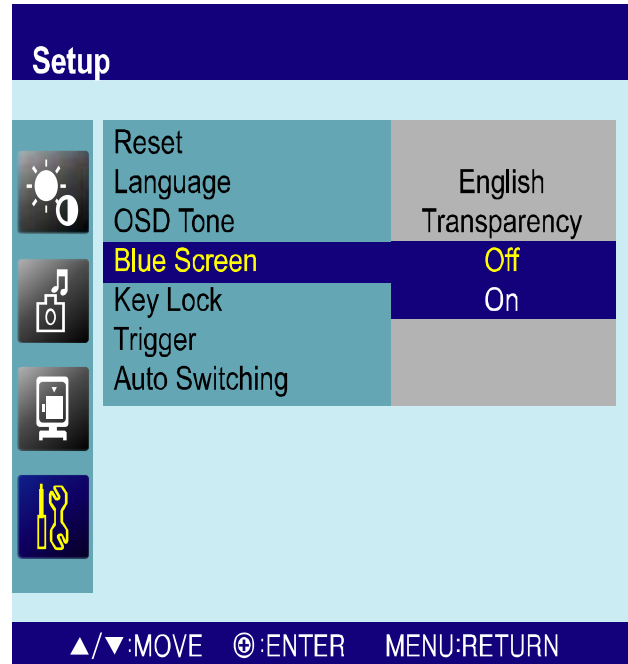 Setup
Reset
Language English
OSD Tone Transparency
Blue Screen Off
Key Lock On
Trigger
Auto Switching
▲/▼:MOVE ⊕:ENTER MENU:RETURN